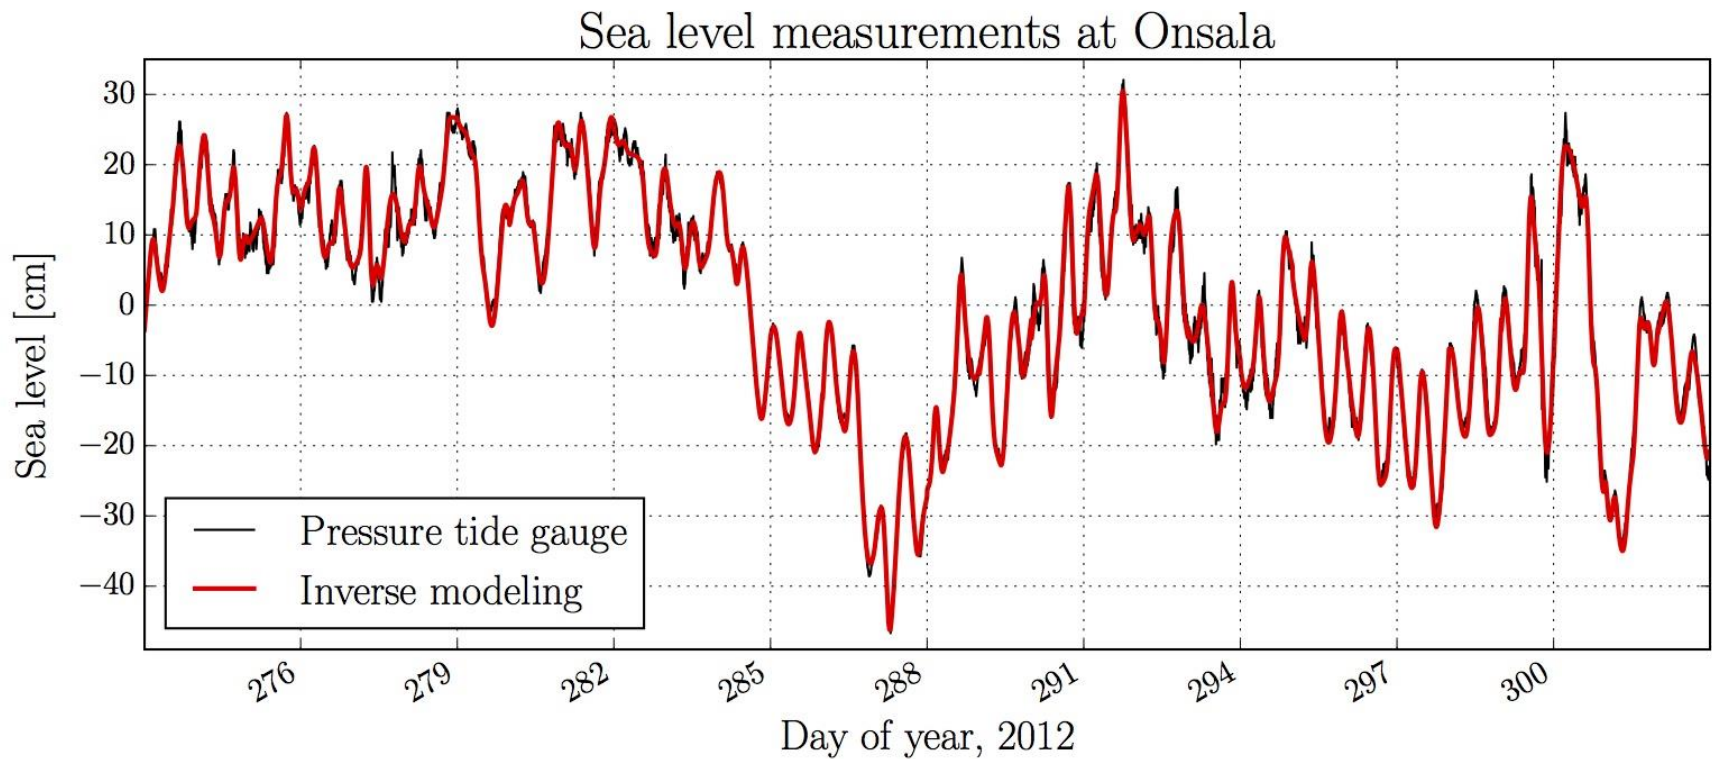 Sea level measurements at Onsala
Sea level [cm]
30
20
10
0
−10
−20
−30
−40
Pressure tide gauge
Inverse modeling
276 279 282 285 288 291 294 297 300
Day of year, 2012